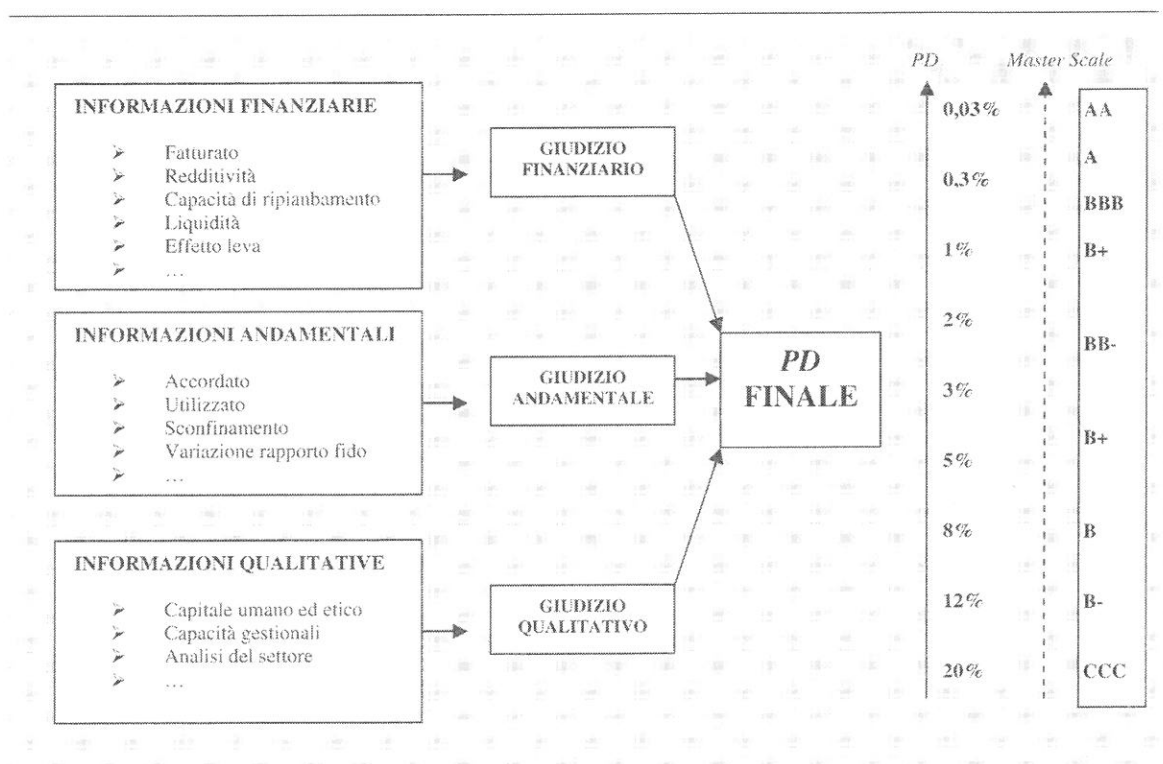 INFORMAZIONI FINANZIARIE
➢ Fatturato
➢ Redditività
➢ Capacità di ripianbamento
➢ Liquidità
➢ Effetto leva
➢ …
INFORMAZIONI ANDAMENTALI
➢ Accordato
➢ Utilizzato
➢ Sconfinamento
➢ Variazione rapporto fido
➢ …
INFORMAZIONI QUALITATIVE
➢ Capitale umano ed etico
➢ Capacità gestionali
➢ Analisi del settore
➢ …
GIUDIZIO
FINANZIARIO
GIUDIZIO
ANDAMENTALE
GIUDIZIO
QUALITATIVO
PD
FINALE
PD
0,03%
0,3%
1%
2%
3%
5%
8%
12%
20%
Master Scale
AA
A
BBB
B+
BB-
B+
B
B-
CCC